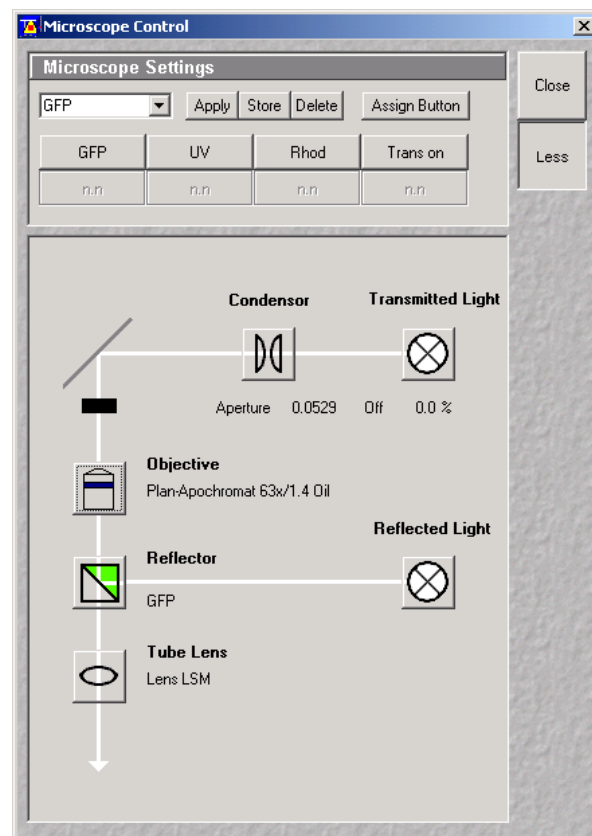 Microscope Control
Microscope Settings
Close
GFP Apply Store Delete Assign Button
GFP UV Rhod Trans on
Less
n.n n.n n.n n.n
Condensor Transmitted Light
Aperture 0.0529 Off 0.0 %
Objective
Plan-Apochromat 63x/1.4 Oil
Reflected Light
Reflector
GFP
Tube Lens
Lens LSM